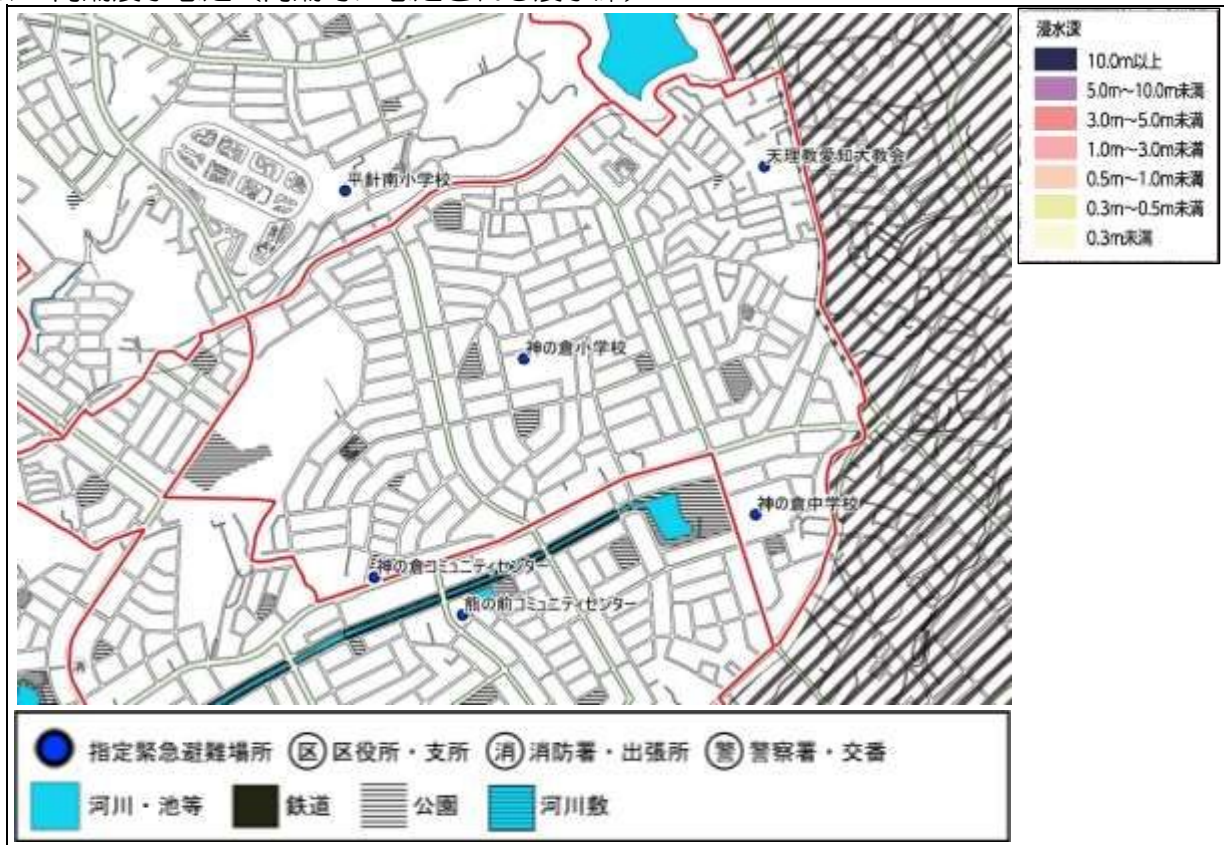 浸水深
10.0m以上
5.0m～10.0m未満
3.0m～5.0m未満
1.0m～3.0m未満
0.5m～1.0m未満
0.3m～0.5m未満
0.3m未満
天理教愛知大教会
平針南小学校
神の倉小学校
神の倉中学校
神の倉コミュニティセンター
熊の前コミュニティセンター
消
指定緊急避難場所 区 区役所・支所 消 消防署・出張所 警 警察署・交番
河川・池等 鉄道 公園 河川敷